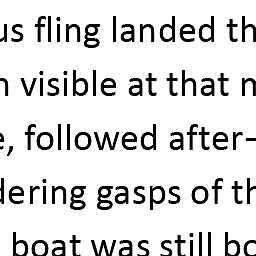 us fling landed th
n visible at that m
e, followed after-
dering gasps of th
boat was still bo